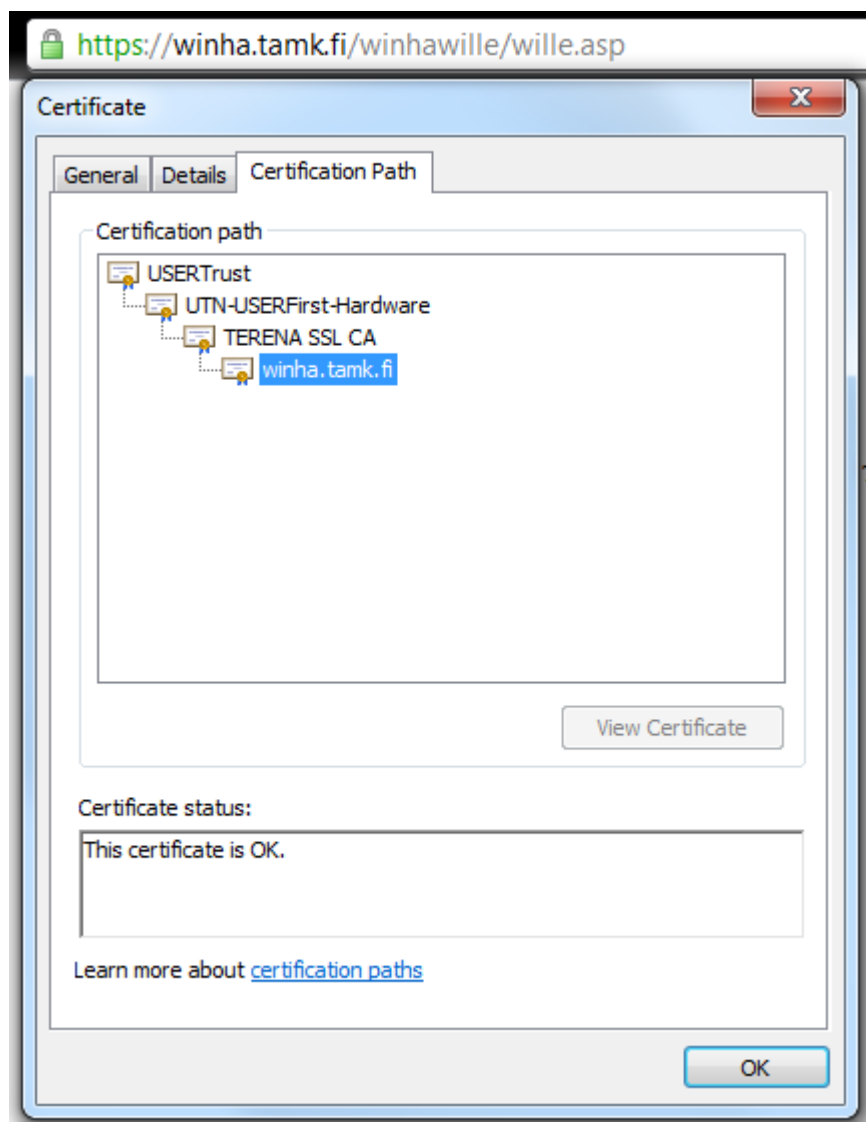 https://winha.tamk.fi/winhawille/wille.asp
Certificate
General Details Certification Path
Certification path
USERTrust
UTN-USERFirst-Hardware
TERENA SSL CA
winha.tamk.fi
View Certificate
Certificate status:
This certificate is OK.
Learn more about certification paths
OK